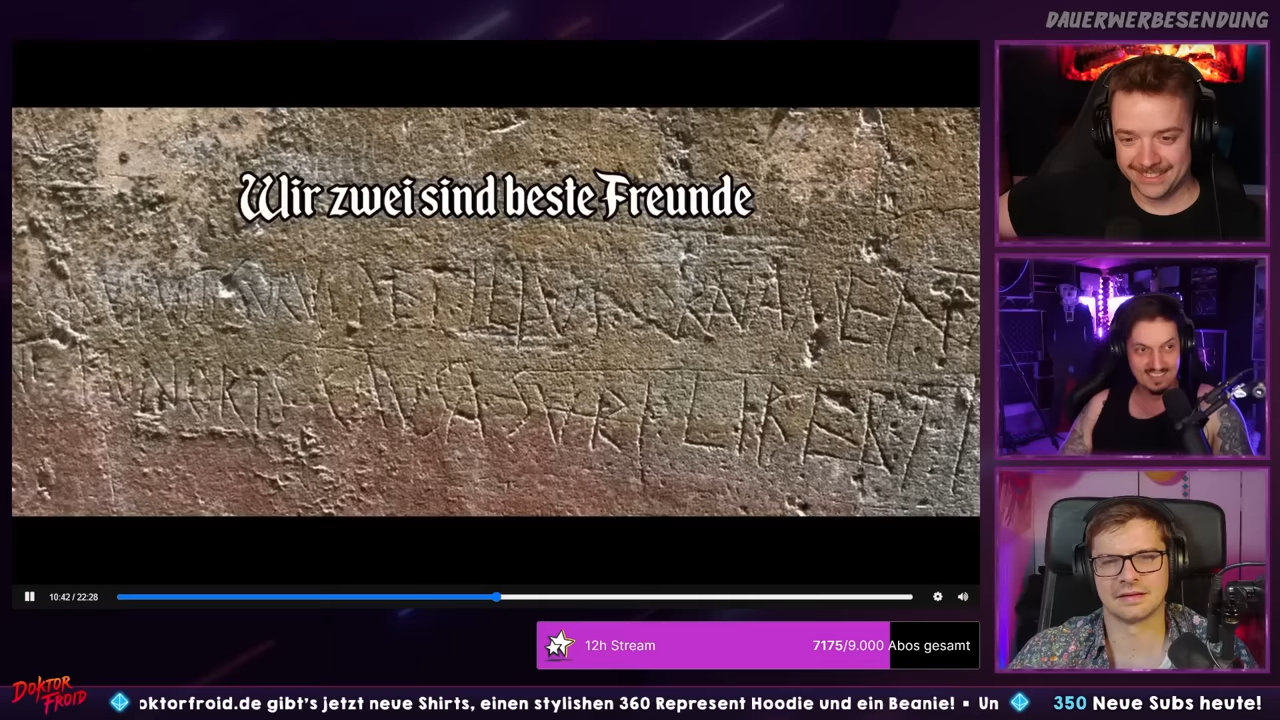 DAUERWERBESENDUNG
Wir zwei sind beste Freunde
10:42 / 22:28
12h Stream
7175/9.000 Abos gesamt
DOKTOR
FROID
oktorfroid.de gibt's jetzt neue Shirts, einen stylishen 360 Represent Hoodie und ein Beanie! • Un
350 Neue Subs heute!